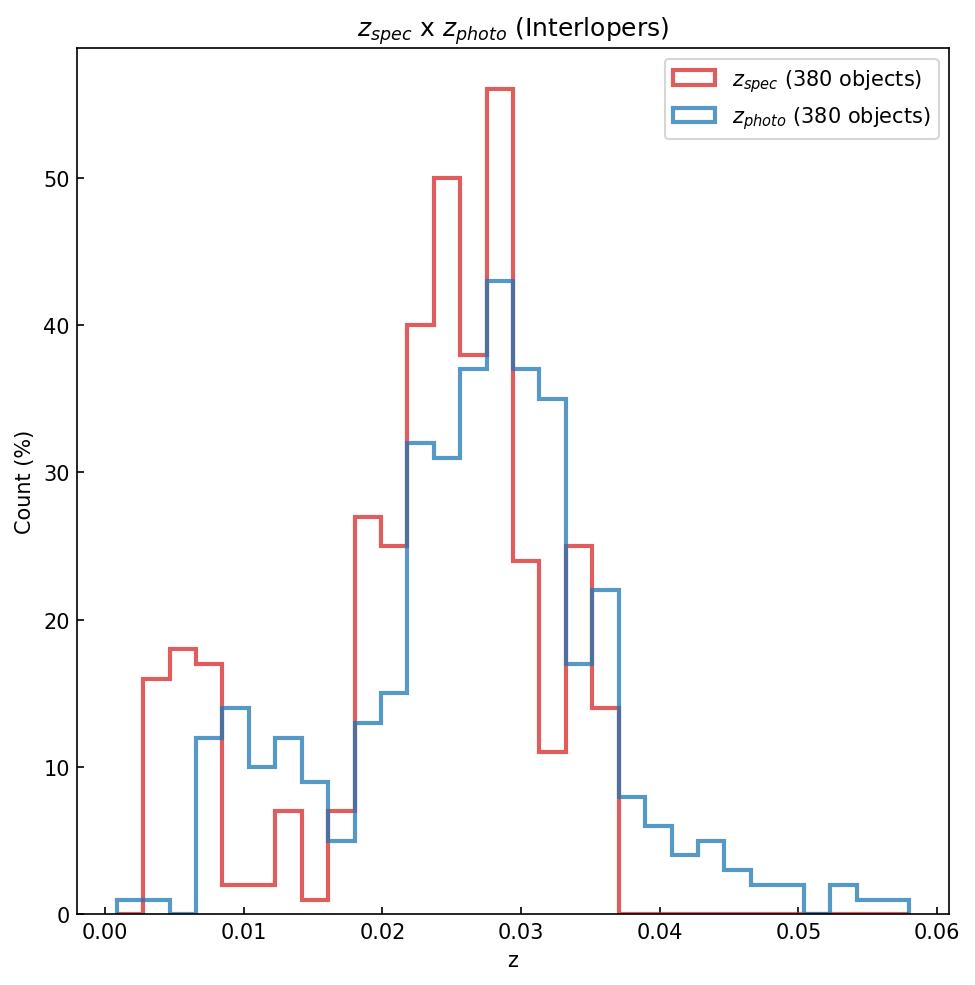 z_spec x z_photo (Interlopers)
z_spec (380 objects)
z_photo (380 objects)
Count (%)
50
40
30
20
10
0
0.00 0.01 0.02 0.03 0.04 0.05 0.06
z